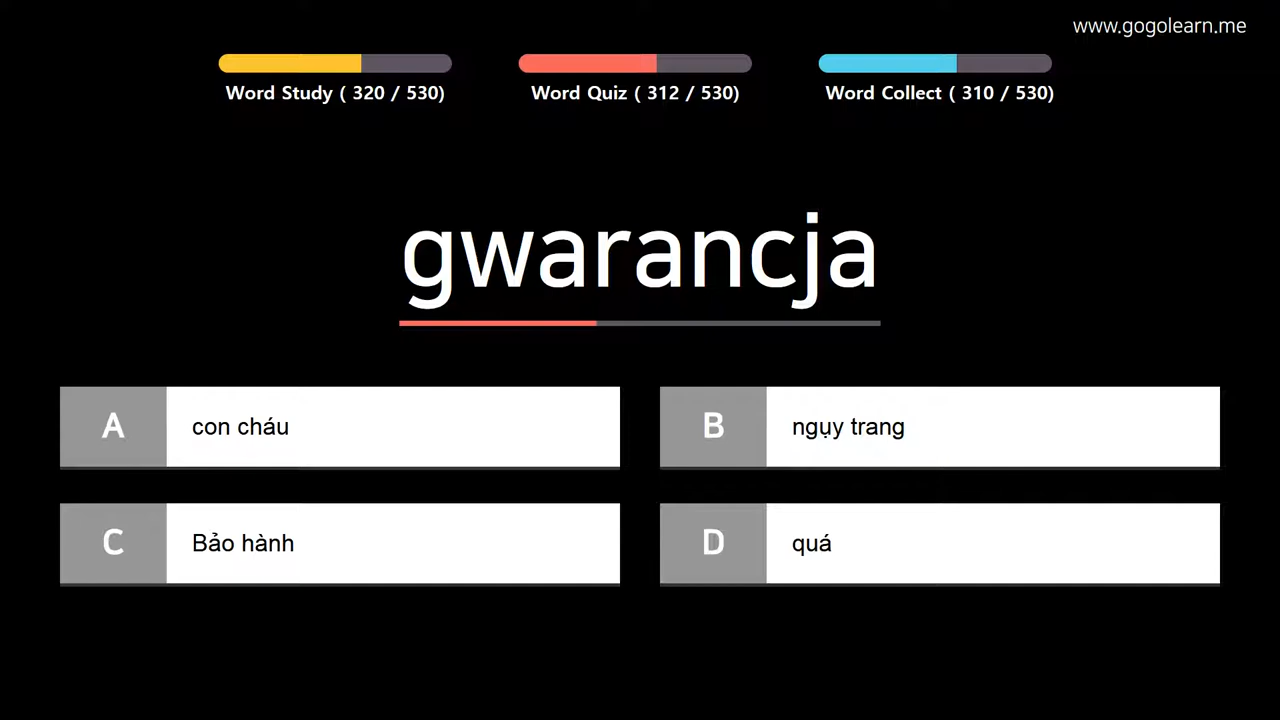 www.gogolearn.me
Word Study ( 320 / 530)
Word Quiz ( 312 / 530)
Word Collect ( 310 / 530)
gwarancja
A con cháu
B ngụy trang
C Bảo hành
D quá